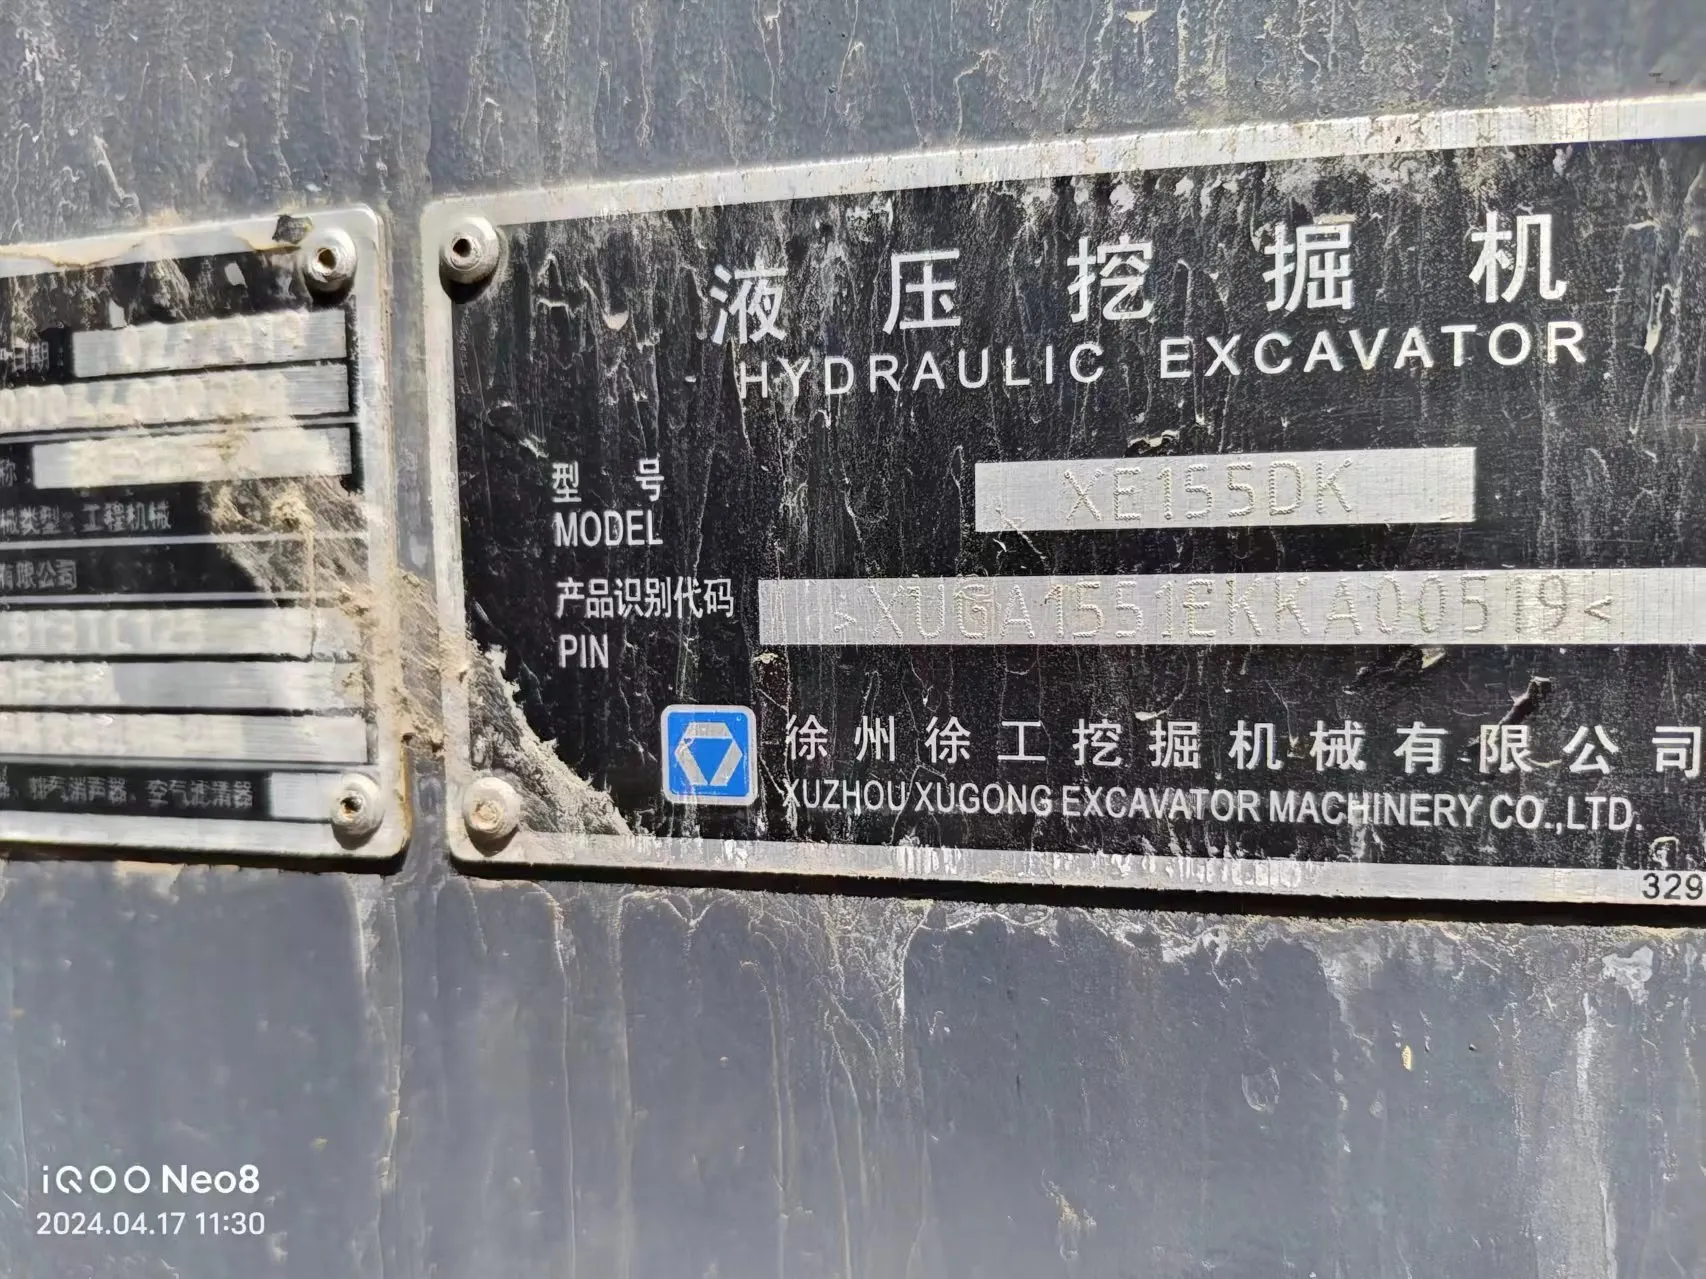 械类型：工程机械
有限公司
排气消声器、空气滤清器
液压挖掘机
HYDRAULIC EXCAVATOR
型号
MODEL
XE155DK
产品识别代码
PIN
>XUGA1551EKKA00519<
徐州徐工挖掘机械有限公司
XUZHOU XUGONG EXCAVATOR MACHINERY CO.,LTD.
329
iQOO Neo8
2024.04.17 11:30